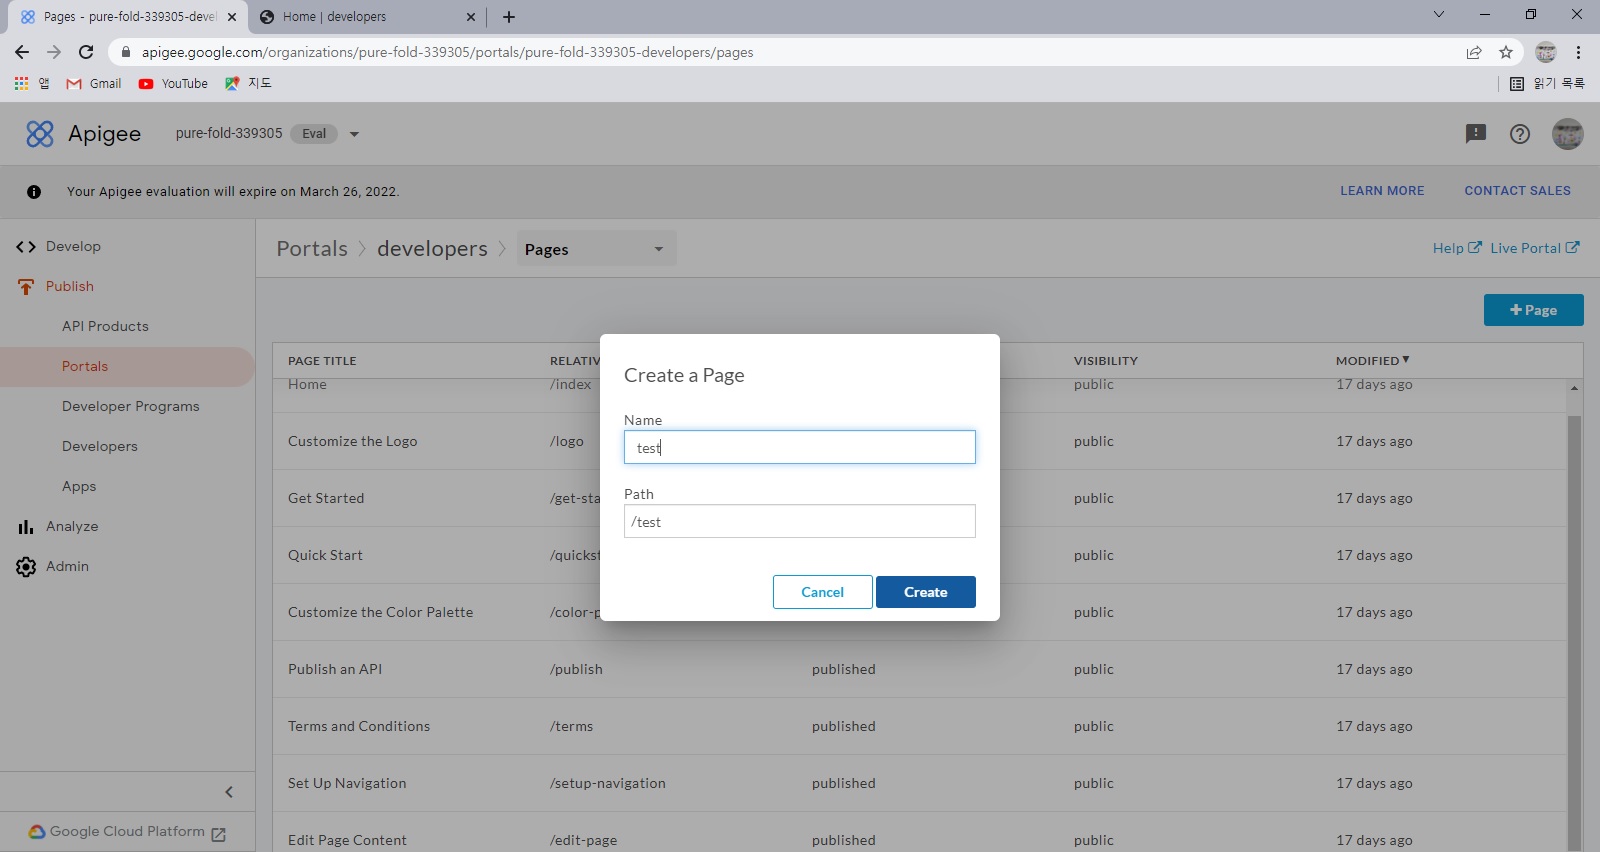 Pages - pure-fold-339305-devel
Home | developers
apigee.google.com/organizations/pure-fold-339305/portals/pure-fold-339305-developers/pages
앱 Gmail YouTube 지도 읽기 목록
Apigee pure-fold-339305 Eval
Your Apigee evaluation will expire on March 26, 2022. LEARN MORE CONTACT SALES
Develop
Publish
API Products
Portals
Developer Programs
Developers
Apps
Analyze
Admin
Google Cloud Platform
Portals developers Pages Help Live Portal
+ Page
PAGE TITLE RELATIV VISIBILITY MODIFIED
Home /index public 17 days ago
Customize the Logo /logo public 17 days ago
Get Started /get-sta public 17 days ago
Quick Start /quickst public 17 days ago
Customize the Color Palette /color-p public 17 days ago
Publish an API /publish published public 17 days ago
Terms and Conditions /terms published public 17 days ago
Set Up Navigation /setup-navigation published public 17 days ago
Edit Page Content /edit-page published public 17 days ago
Create a Page
Name
test
Path
/test
Cancel Create